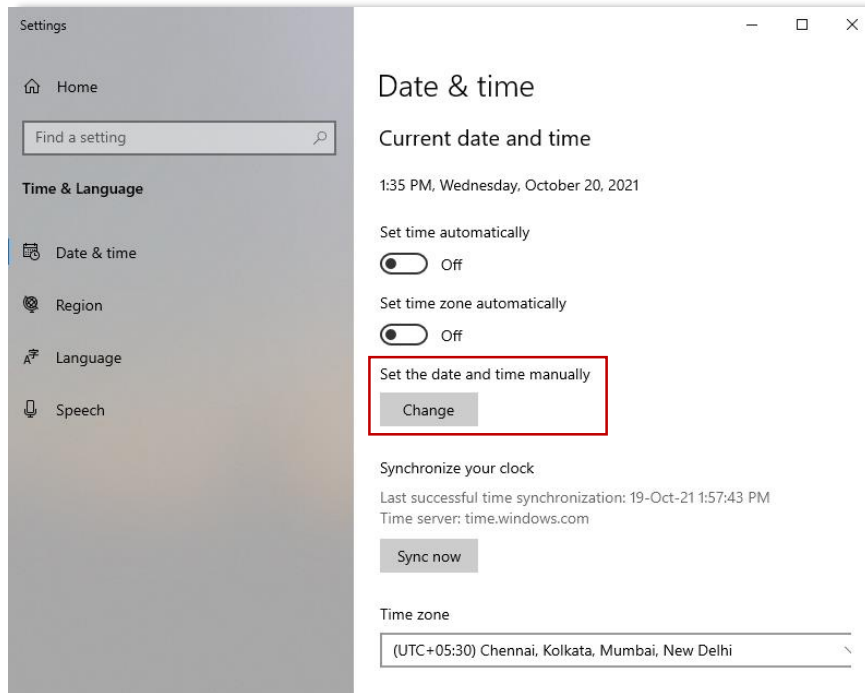 Settings
Home
Find a setting
Time & Language
Date & time
Region
Language
Speech
Date & time
Current date and time
1:35 PM, Wednesday, October 20, 2021
Set time automatically
Off
Set time zone automatically
Off
Set the date and time manually
Change
Synchronize your clock
Last successful time synchronization: 19-Oct-21 1:57:43 PM
Time server: time.windows.com
Sync now
Time zone
(UTC+05:30) Chennai, Kolkata, Mumbai, New Delhi